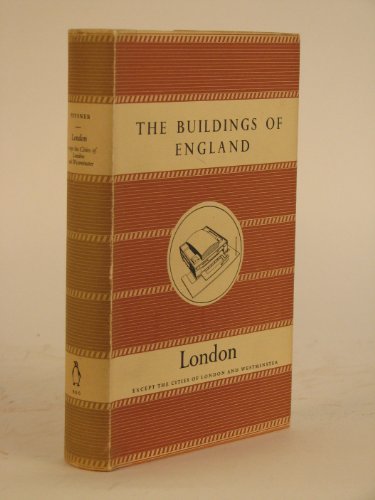 PEVSNER
London
except the Cities of
London
and Westminster
THE BUILDINGS OF
ENGLAND
London
EXCEPT THE CITIES OF LONDON AND WESTMINSTER